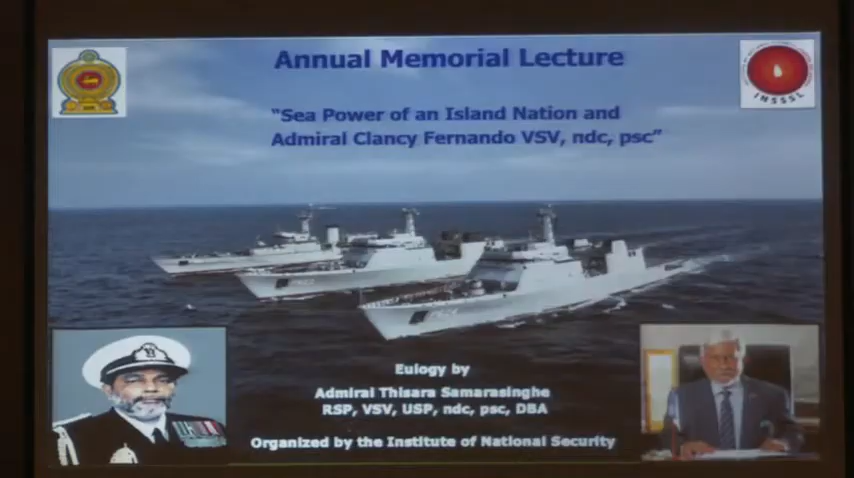 Annual Memorial Lecture
"Sea Power of an Island Nation and
Admiral Clancy Fernando VSV, ndc, psc"
INSSSL
Eulogy by
Admiral Thisara Samarasinghe
RSP, VSV, USP, ndc, psc, DBA
Organized by the Institute of National Security